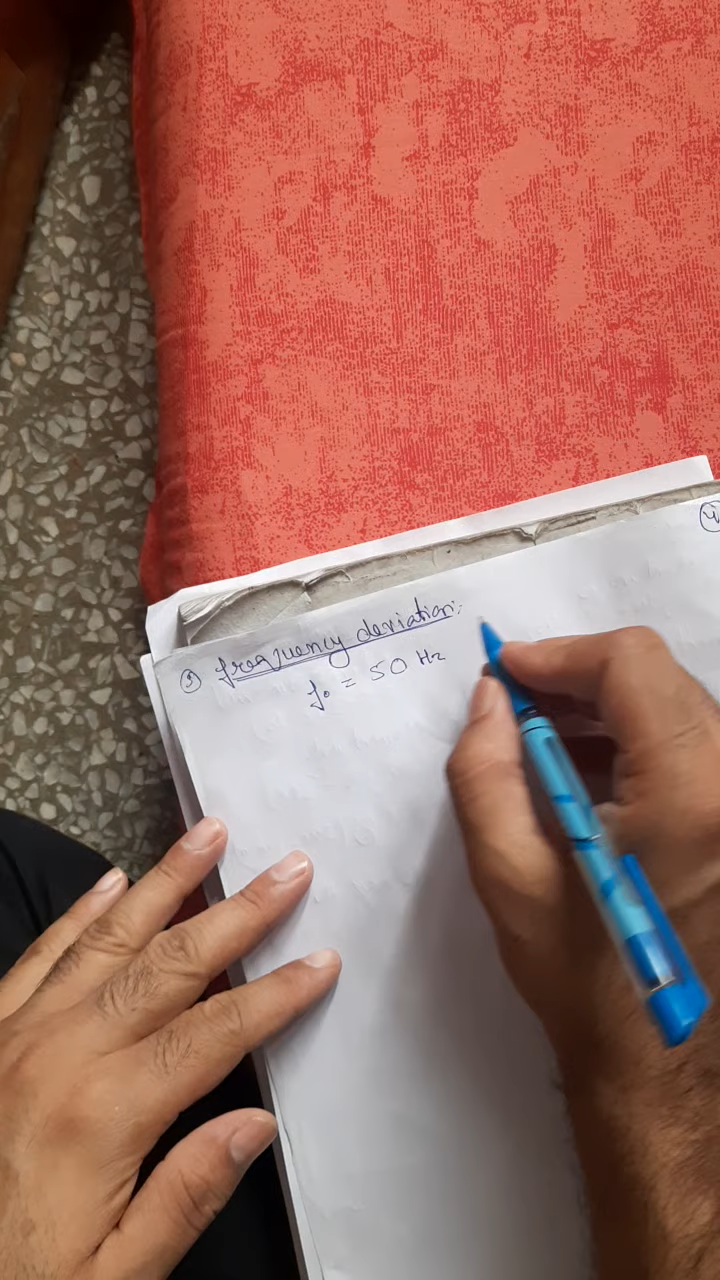 ③ frequency deviation:
f₀ = 50 Hz